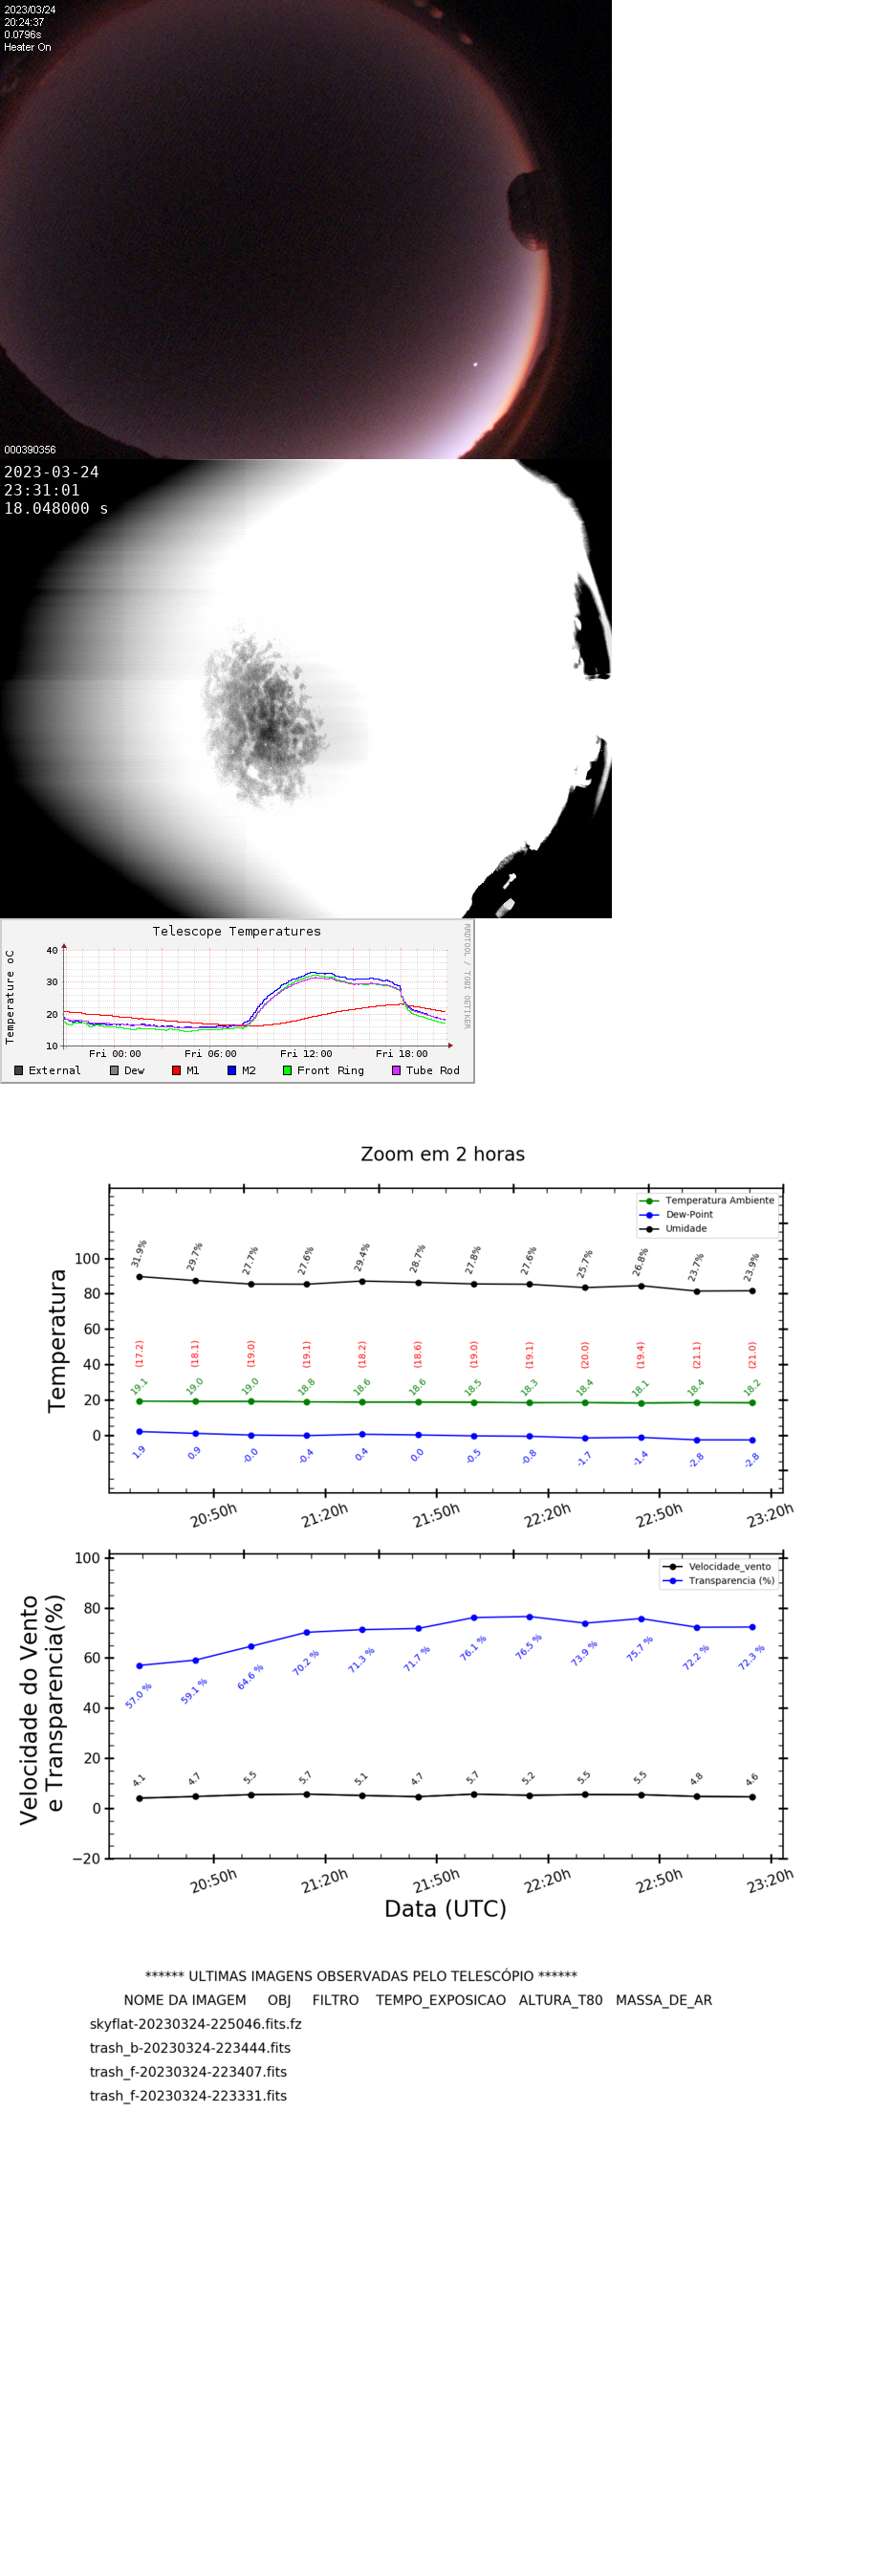 2023/03/24
20:24:37
0.0796s
Heater On
000390356
2023-03-24
23:31:01
18.048000 s
Telescope Temperatures
RRDTOOL / TOBI OETIKER
Temperature oC
40
30
20
10
Fri 00:00 Fri 06:00 Fri 12:00 Fri 18:00
External Dew M1 M2 Front Ring Tube Rod
Zoom em 2 horas
Temperatura
Temperatura Ambiente
Dew-Point
Umidade
100
80
60
40
20
0
31.9% 29.7% 27.7% 27.6% 29.4% 28.7% 27.8% 27.6% 25.7% 26.8% 23.7% 23.9%
(17.2) (18.1) (19.0) (19.1) (18.2) (18.6) (19.0) (19.1) (20.0) (19.4) (21.1) (21.0)
19.1 19.0 19.0 18.8 18.6 18.6 18.5 18.3 18.4 18.1 18.4 18.2
1.9 0.9 -0.0 -0.4 0.4 0.0 -0.5 -0.8 -1.7 -1.4 -2.8 -2.8
20:50h 21:20h 21:50h 22:20h 22:50h 23:20h
Velocidade do Vento
e Transparencia(%)
Velocidade_vento
Transparencia (%)
100
80
60
40
20
0
−20
57.0 % 59.1 % 64.6 % 70.2 % 71.3 % 71.7 % 76.1 % 76.5 % 73.9 % 75.7 % 72.2 % 72.3 %
4.1 4.7 5.5 5.7 5.1 4.7 5.7 5.2 5.5 5.5 4.8 4.6
20:50h 21:20h 21:50h 22:20h 22:50h 23:20h
Data (UTC)
****** ULTIMAS IMAGENS OBSERVADAS PELO TELESCÓPIO ******
NOME DA IMAGEM OBJ FILTRO TEMPO_EXPOSICAO ALTURA_T80 MASSA_DE_AR
skyflat-20230324-225046.fits.fz
trash_b-20230324-223444.fits
trash_f-20230324-223407.fits
trash_f-20230324-223331.fits